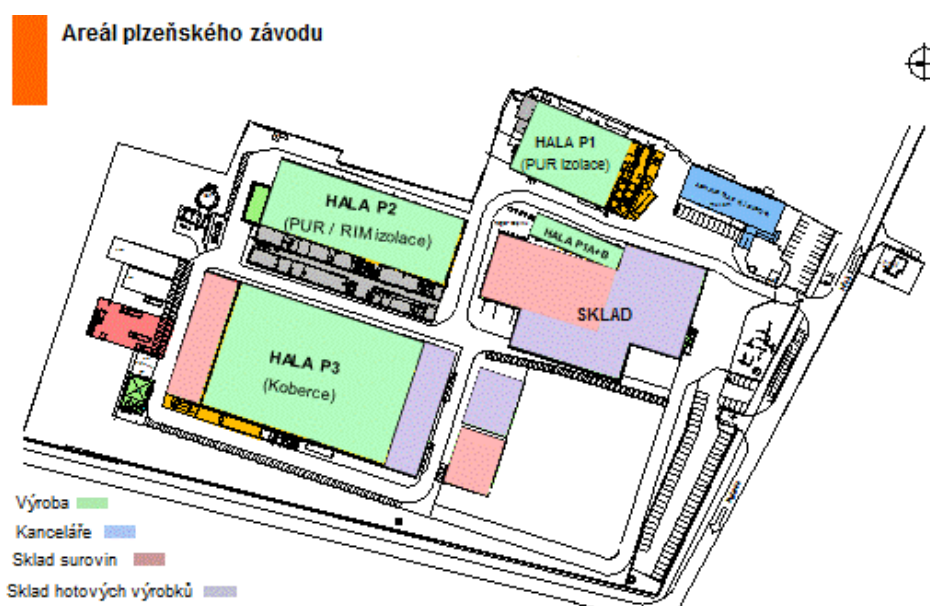 Areál plzeňského závodu
HALA P1
(PUR Izolace)
HALA P2
(PUR / RIM izolace)
HALA P1A+B
SKLAD
HALA P3
(Koberce)
Výroba
Kanceláře
Sklad surovin
Sklad hotových výrobků